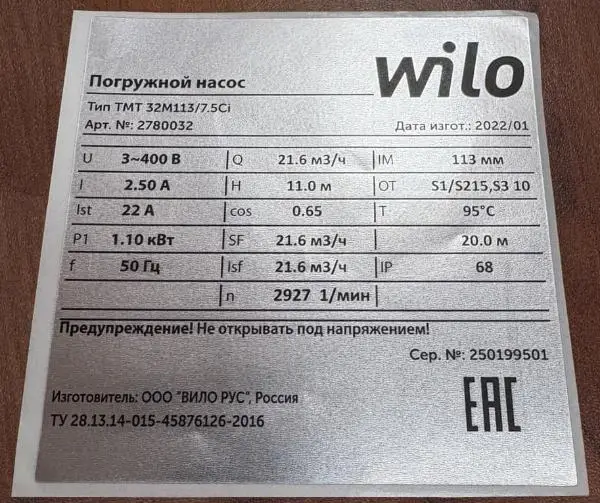 wilo
Погружной насос
Тип TMT 32M113/7.5Ci
Арт. №: 2780032 Дата изгот.: 2022/01
U 3~400 В Q 21.6 м3/ч IM 113 мм
I 2.50 А H 11.0 м OT S1/S215,S3 10
Ist 22 А cos 0.65 T 95°C
P1 1.10 кВт SF 21.6 м3/ч 20.0 м
f 50 Гц Isf 21.6 м3/ч IP 68
n 2927 1/мин
Предупреждение! Не открывать под напряжением!
Сер. №: 250199501
Изготовитель: ООО "ВИЛО РУС", Россия
ТУ 28.13.14-015-45876126-2016
EAC